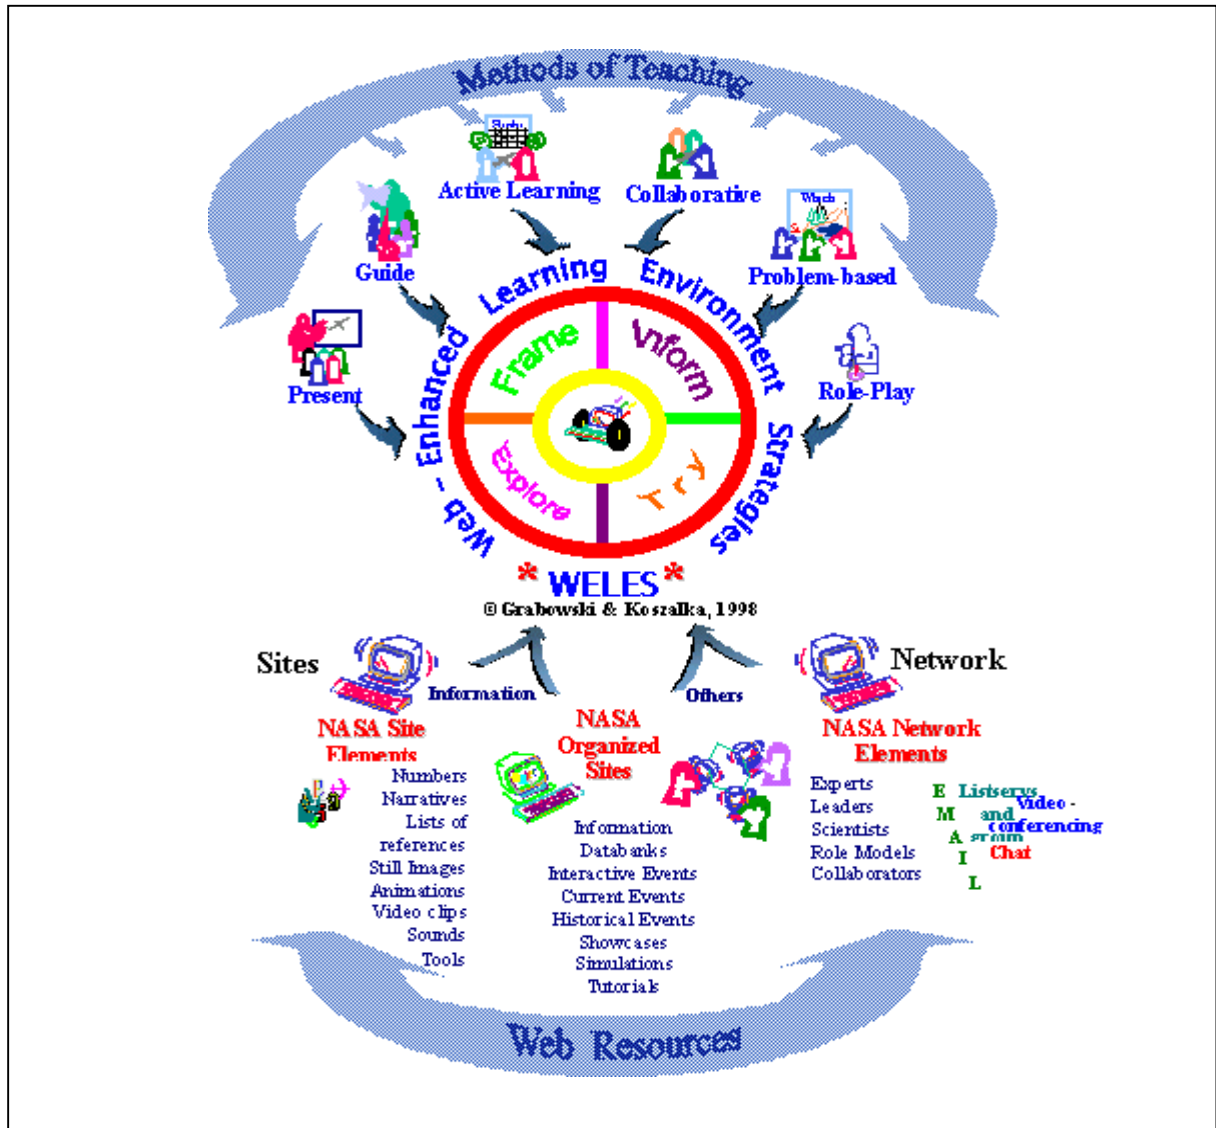 Methods of Teaching
Active Learning
Collaborative
Guide
Problem-based
Present
Role-Play
Web - Enhanced Learning Environment Strategies
Frame
Inform
Explore
Try
* WELES *
© Grabowski & Koszalka, 1998
Sites
Network
Information
Others
NASA Site
Elements
NASA
Organized
Sites
NASA Network
Elements
Numbers
Narratives
Lists of
references
Still Images
Animations
Video clips
Sounds
Tools
Information
Databanks
Interactive Events
Current Events
Historical Events
Showcases
Simulations
Tutorials
Experts
Leaders
Scientists
Role Models
Collaborators
EMAIL
Listservs
and
group
Video -
conferencing
Chat
Web Resources